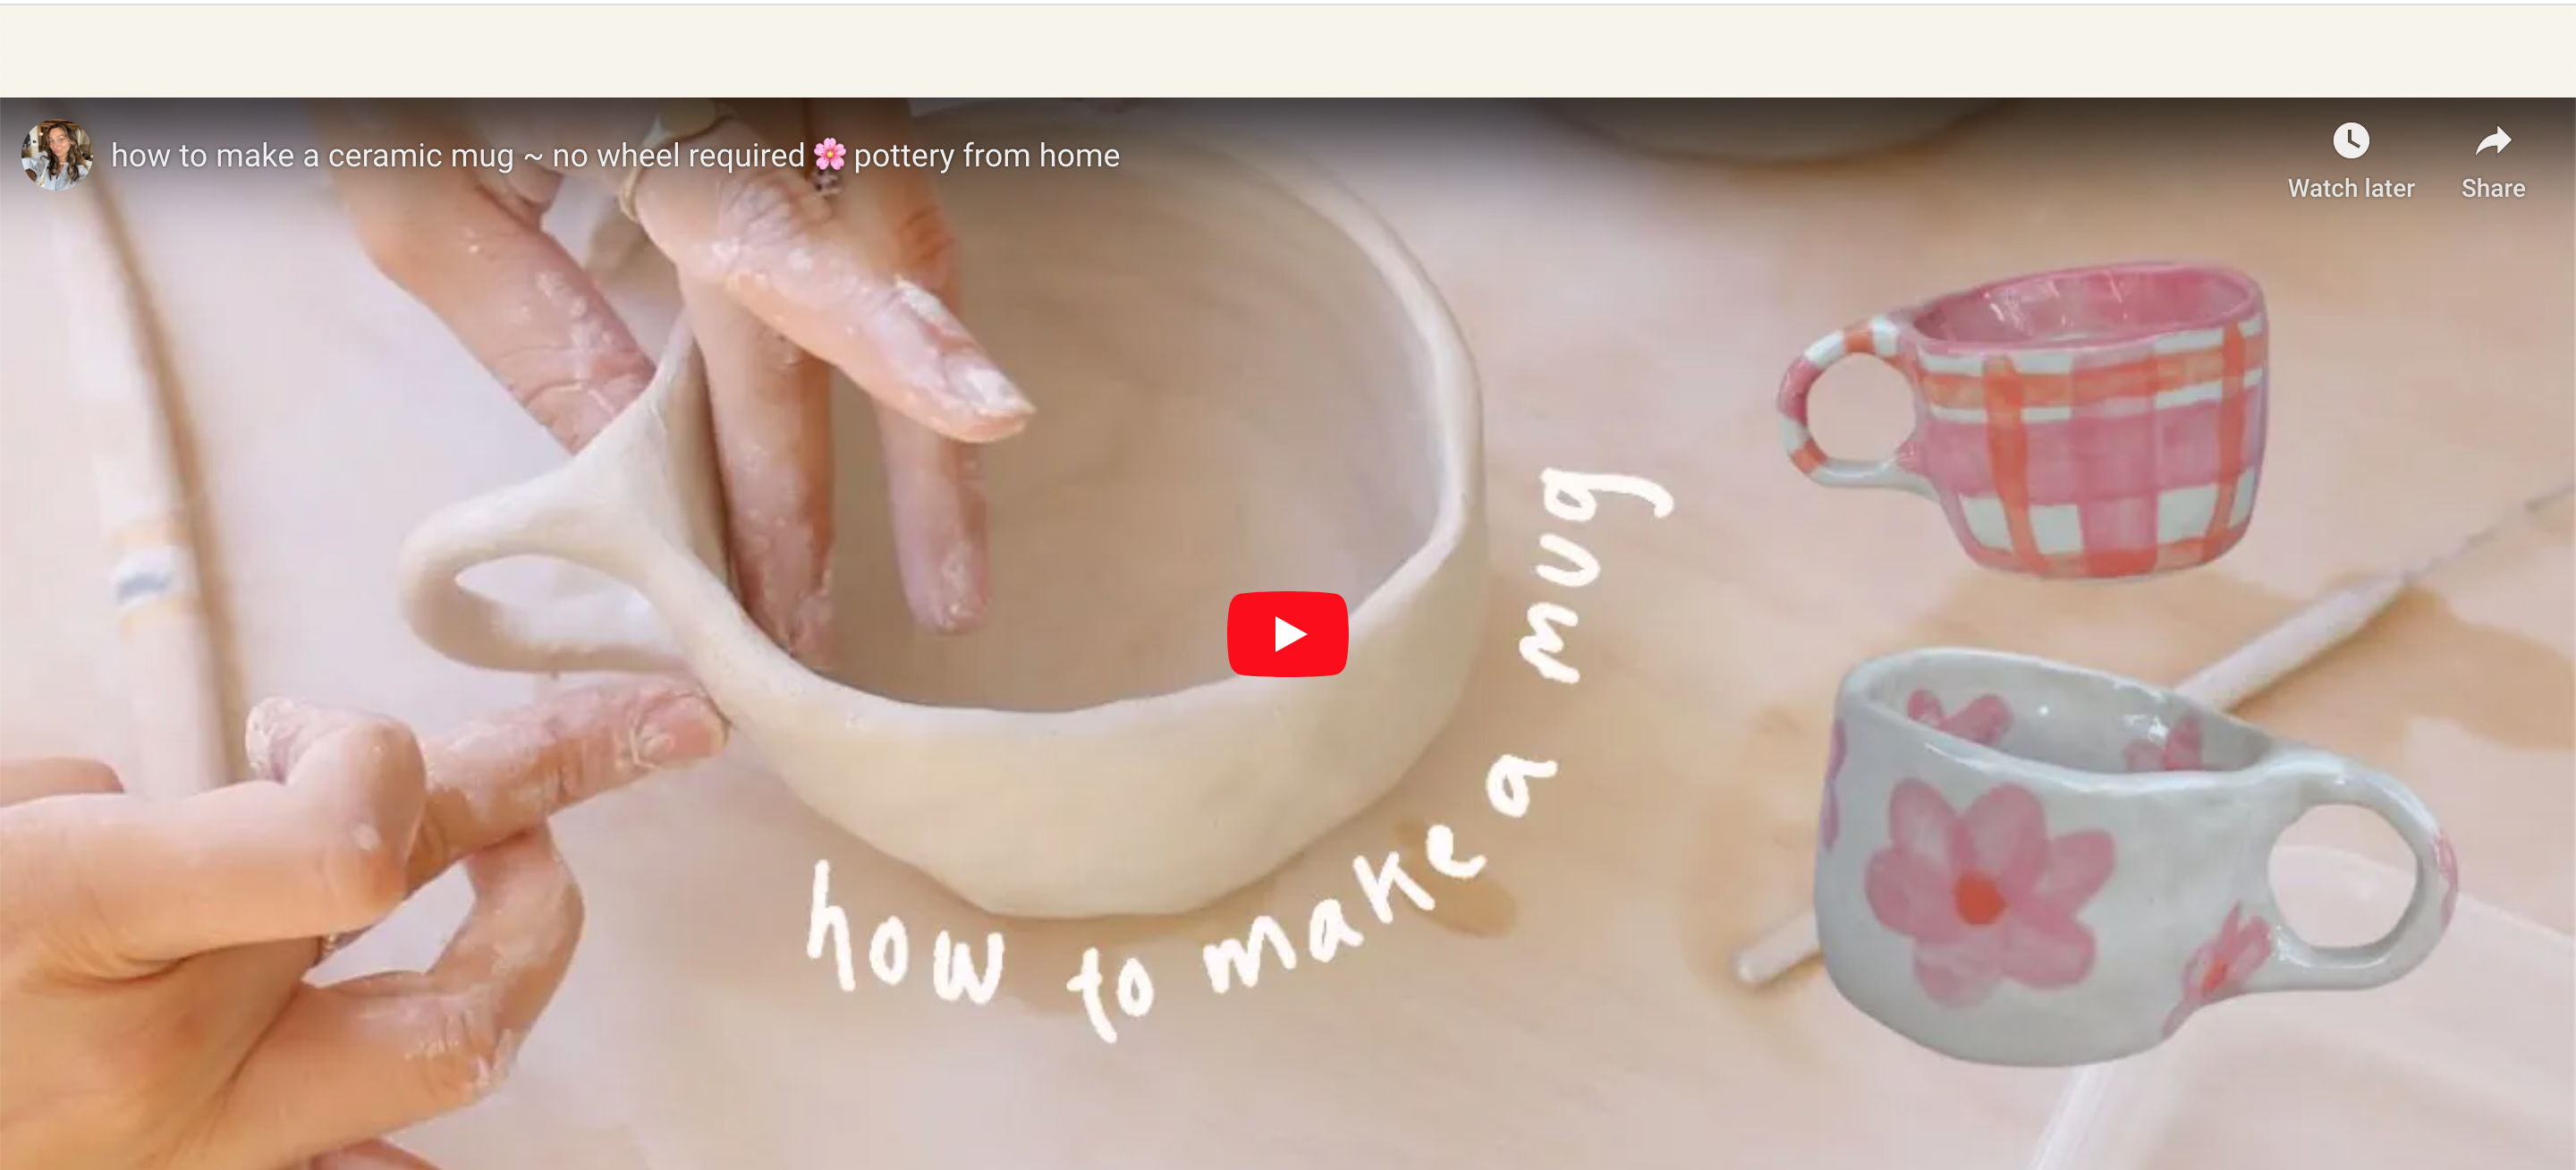 how to make a ceramic mug ~ no wheel required 🌸 pottery from home
Watch later
Share
how to make a mug